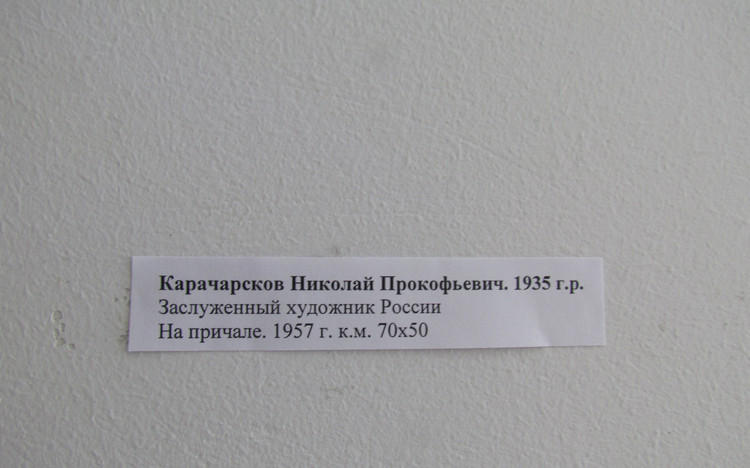 Карачарсков Николай Прокофьевич. 1935 г.р.
Заслуженный художник России
На причале. 1957 г. к.м. 70х50